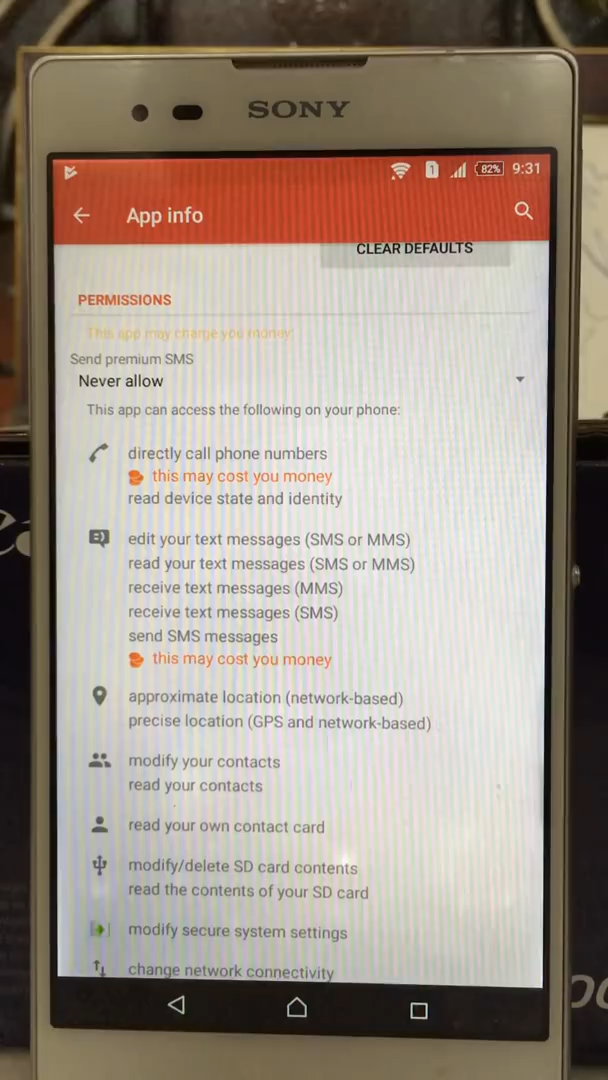 SONY
1 82% 9:31
App info
CLEAR DEFAULTS
PERMISSIONS
This app may charge you money:
Send premium SMS
Never allow
This app can access the following on your phone:
directly call phone numbers
this may cost you money
read device state and identity
edit your text messages (SMS or MMS)
read your text messages (SMS or MMS)
receive text messages (MMS)
receive text messages (SMS)
send SMS messages
this may cost you money
approximate location (network-based)
precise location (GPS and network-based)
modify your contacts
read your contacts
read your own contact card
modify/delete SD card contents
read the contents of your SD card
modify secure system settings
change network connectivity